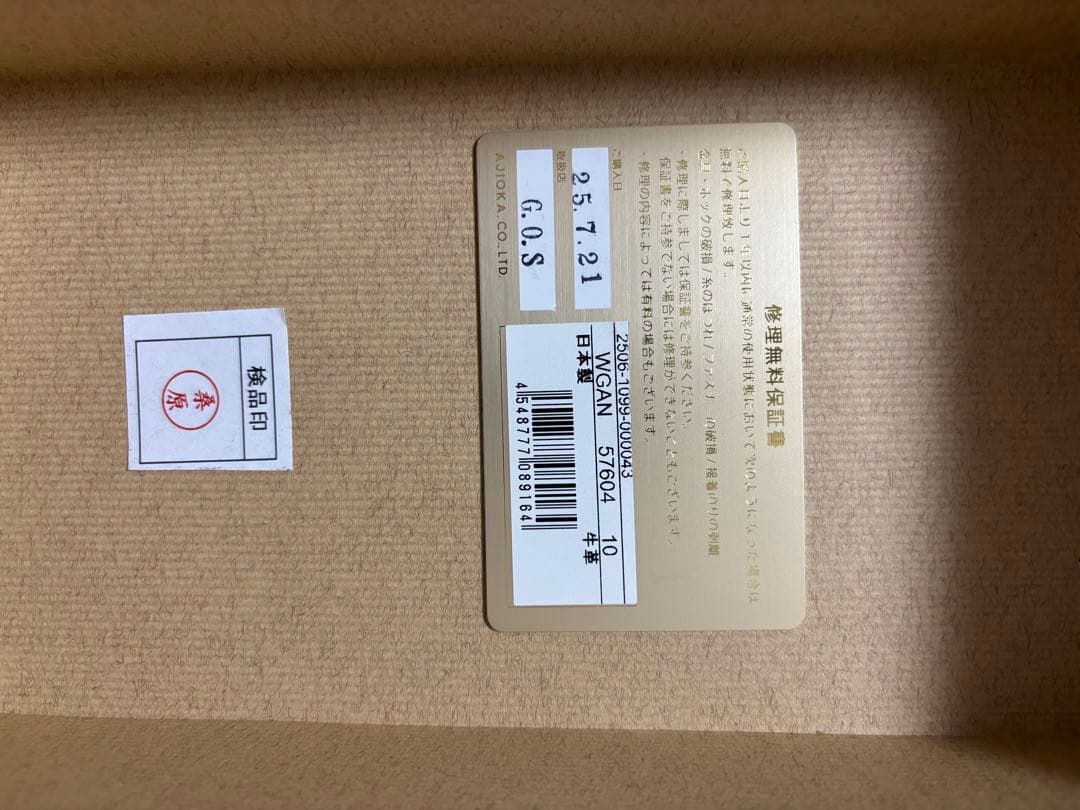 修理無料保証書
ご購入日より1年以内に通常の使用状態において次のようになった場合は
無料で修理致します。
金具・ホックの破損/糸のほつれ/ファスナーの破損/接着のりの剥離
・修理に際しましては保証書をご持参ください。
保証書をご持参でない場合には修理ができないこともございます。
・修理の内容によっては有料の場合もございます。
ご購入日
25.7.21
取扱店
G.O.S
AJIOKA.CO.,LTD.
2506-1099-000043
WGAN 57604 10
日本製 牛革
4548777089164
検品印
桑原